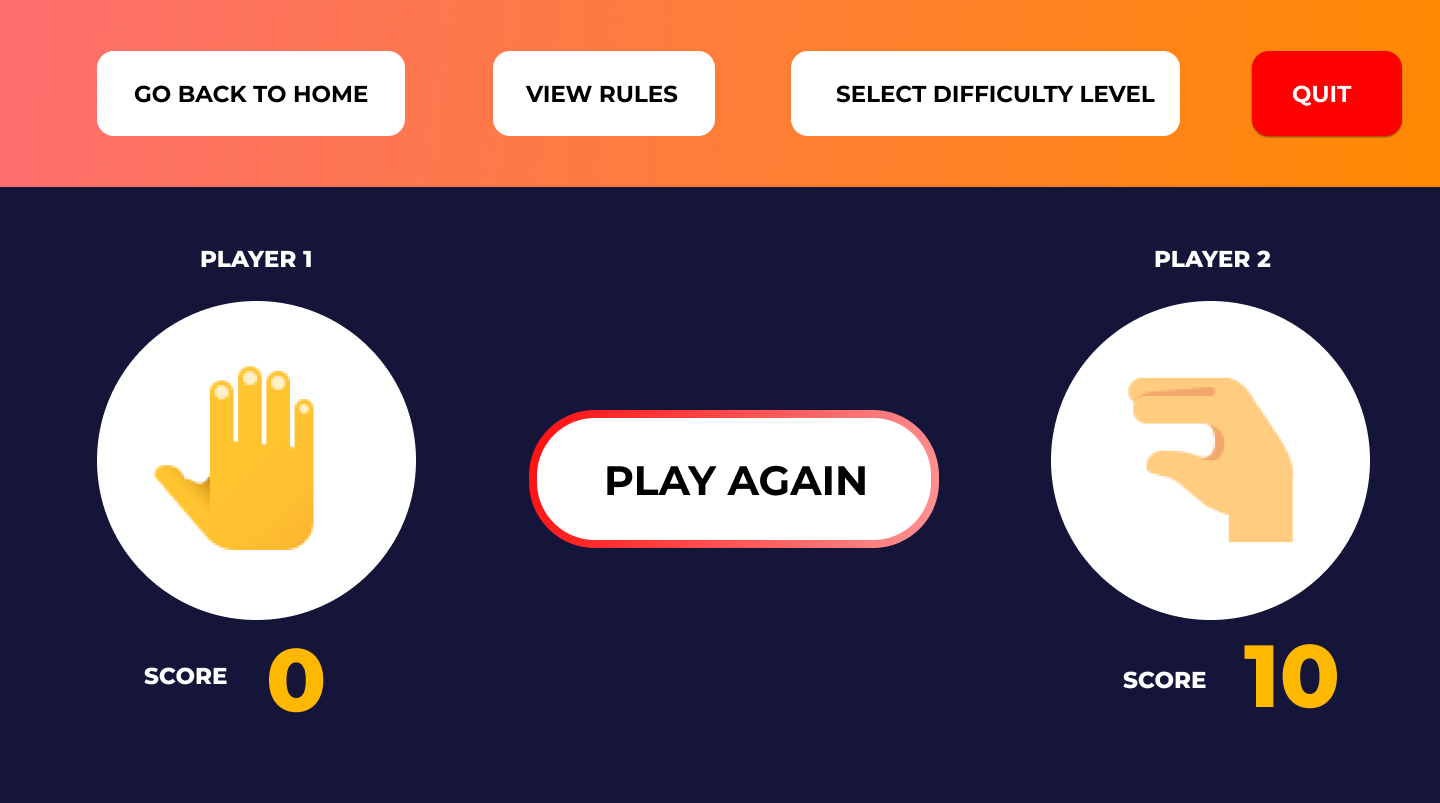 GO BACK TO HOME
VIEW RULES
SELECT DIFFICULTY LEVEL
QUIT
PLAYER 1
PLAYER 2
PLAY AGAIN
SCORE 0
SCORE 10